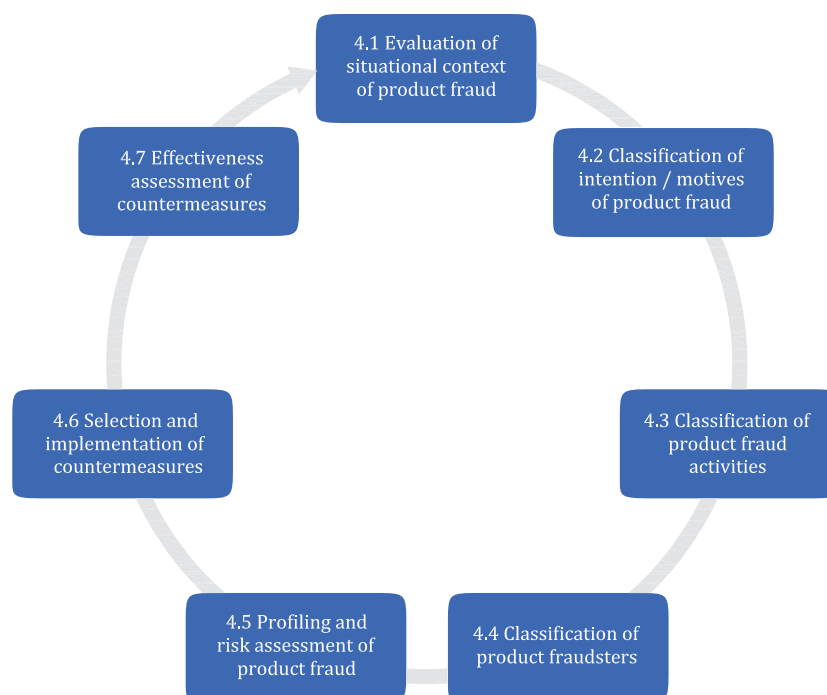 4.1 Evaluation of
situational context
of product fraud
4.2 Classification of
intention / motives
of product fraud
4.3 Classification of
product fraud
activities
4.4 Classification of
product fraudsters
4.5 Profiling and
risk assessment of
product fraud
4.6 Selection and
implementation of
countermeasures
4.7 Effectiveness
assessment of
countermeasures